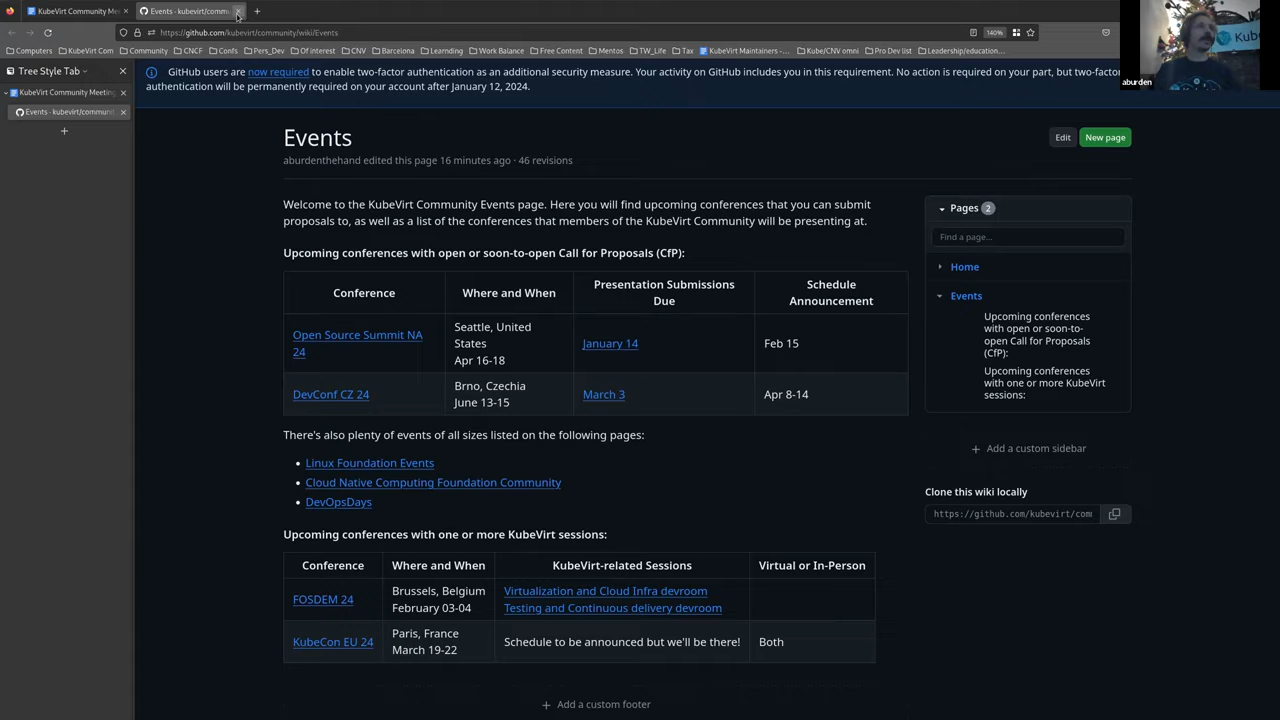 KubeVirt Community Mee
Events - kubevirt/commu
https://github.com/kubevirt/community/wiki/Events
140%
Computers
KubeVirt Com
Community
CNCF
Confs
Pers_Dev
Of interest
CNV
Barcelona
Learnding
Work Balance
Free Content
Mentos
TW_Life
Tax
KubeVirt Maintainers -...
Kube/CNV omni
Pro Dev list
Leadership/education...
Kube
aburden
Tree Style Tab
KubeVirt Community Meeting
Events - kubevirt/communi
GitHub users are now required to enable two-factor authentication as an additional security measure. Your activity on GitHub includes you in this requirement. No action is required on your part, but two-factor
authentication will be permanently required on your account after January 12, 2024.
Events
Edit
New page
aburdenthehand edited this page 16 minutes ago · 46 revisions
Welcome to the KubeVirt Community Events page. Here you will find upcoming conferences that you can submit
proposals to, as well as a list of the conferences that members of the KubeVirt Community will be presenting at.
Upcoming conferences with open or soon-to-open Call for Proposals (CfP):
Conference
Where and When
Presentation Submissions
Due
Schedule
Announcement
Open Source Summit NA
24
Seattle, United
States
Apr 16-18
January 14
Feb 15
DevConf CZ 24
Brno, Czechia
June 13-15
March 3
Apr 8-14
There's also plenty of events of all sizes listed on the following pages:
Linux Foundation Events
Cloud Native Computing Foundation Community
DevOpsDays
Upcoming conferences with one or more KubeVirt sessions:
Conference
Where and When
KubeVirt-related Sessions
Virtual or In-Person
FOSDEM 24
Brussels, Belgium
February 03-04
Virtualization and Cloud Infra devroom
Testing and Continuous delivery devroom
KubeCon EU 24
Paris, France
March 19-22
Schedule to be announced but we'll be there!
Both
Add a custom footer
Pages 2
Find a page...
Home
Events
Upcoming conferences
with open or soon-to-
open Call for Proposals
(CfP):
Upcoming conferences
with one or more KubeVirt
sessions:
Add a custom sidebar
Clone this wiki locally
https://github.com/kubevirt/com